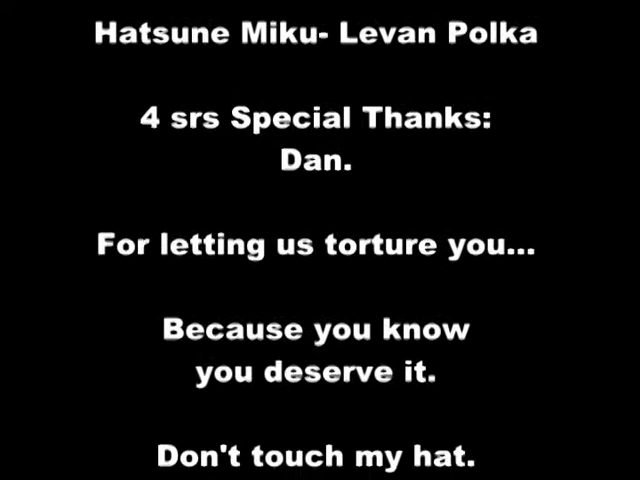 Hatsune Miku- Levan Polka
4 srs Special Thanks:
Dan.
For letting us torture you...
Because you know
you deserve it.
Don't touch my hat.